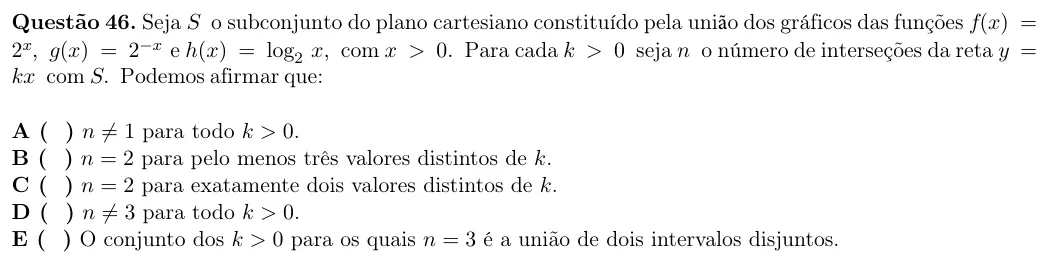 Questão 46. Seja S o subconjunto do plano cartesiano constituído pela união dos gráficos das funções f(x) =
2ˣ, g(x) = 2⁻ˣ e h(x) = log₂ x, com x > 0. Para cada k > 0 seja n o número de interseções da reta y =
kx com S. Podemos afirmar que:
A ( ) n ≠ 1 para todo k > 0.
B ( ) n = 2 para pelo menos três valores distintos de k.
C ( ) n = 2 para exatamente dois valores distintos de k.
D ( ) n ≠ 3 para todo k > 0.
E ( ) O conjunto dos k > 0 para os quais n = 3 é a união de dois intervalos disjuntos.